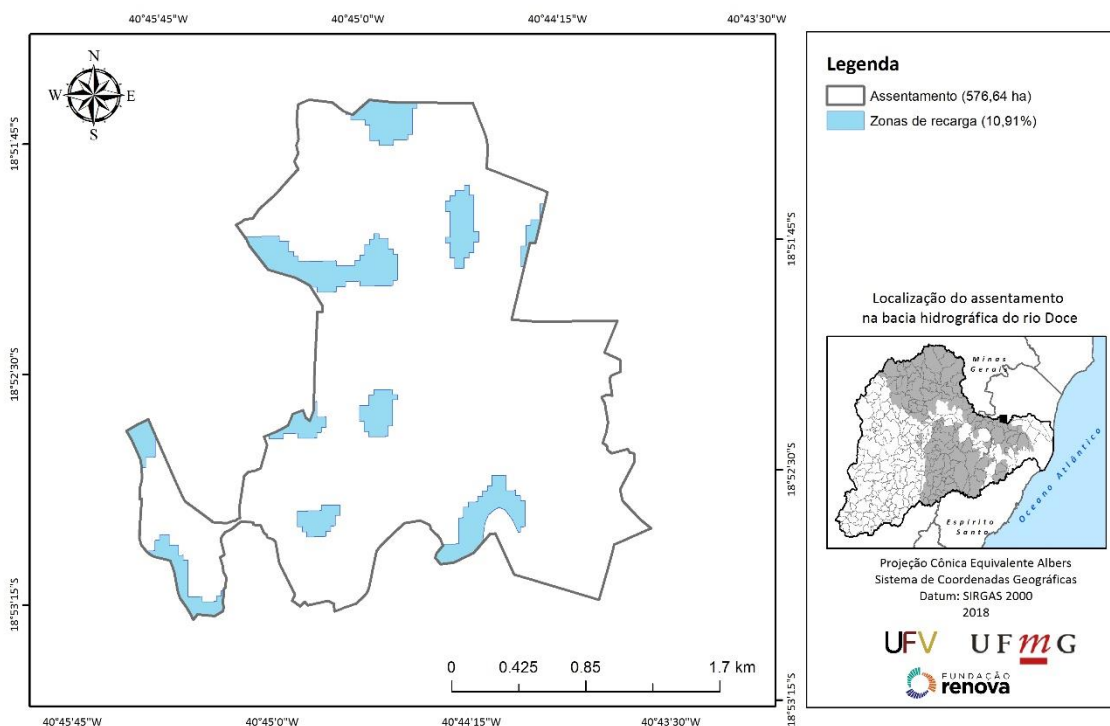 40°45'45"W
40°45'0"W
40°44'15"W
40°43'30"W
N
W
E
S
18°51'45"S
18°52'30"S
18°53'15"S
18°51'45"S
18°52'30"S
18°53'15"S
0
0.425
0.85
1.7 km
40°45'45"W
40°45'0"W
40°44'15"W
40°43'30"W
Legenda
Assentamento (576,64 ha)
Zonas de recarga (10,91%)
Localização do assentamento
na bacia hidrográfica do rio Doce
Minas
Gerais
Oceano Atlântico
Espírito
Santo
Projeção Cônica Equivalente Albers
Sistema de Coordenadas Geográficas
Datum: SIRGAS 2000
2018
UFV
UFmG
FUNDAÇÃO
renova